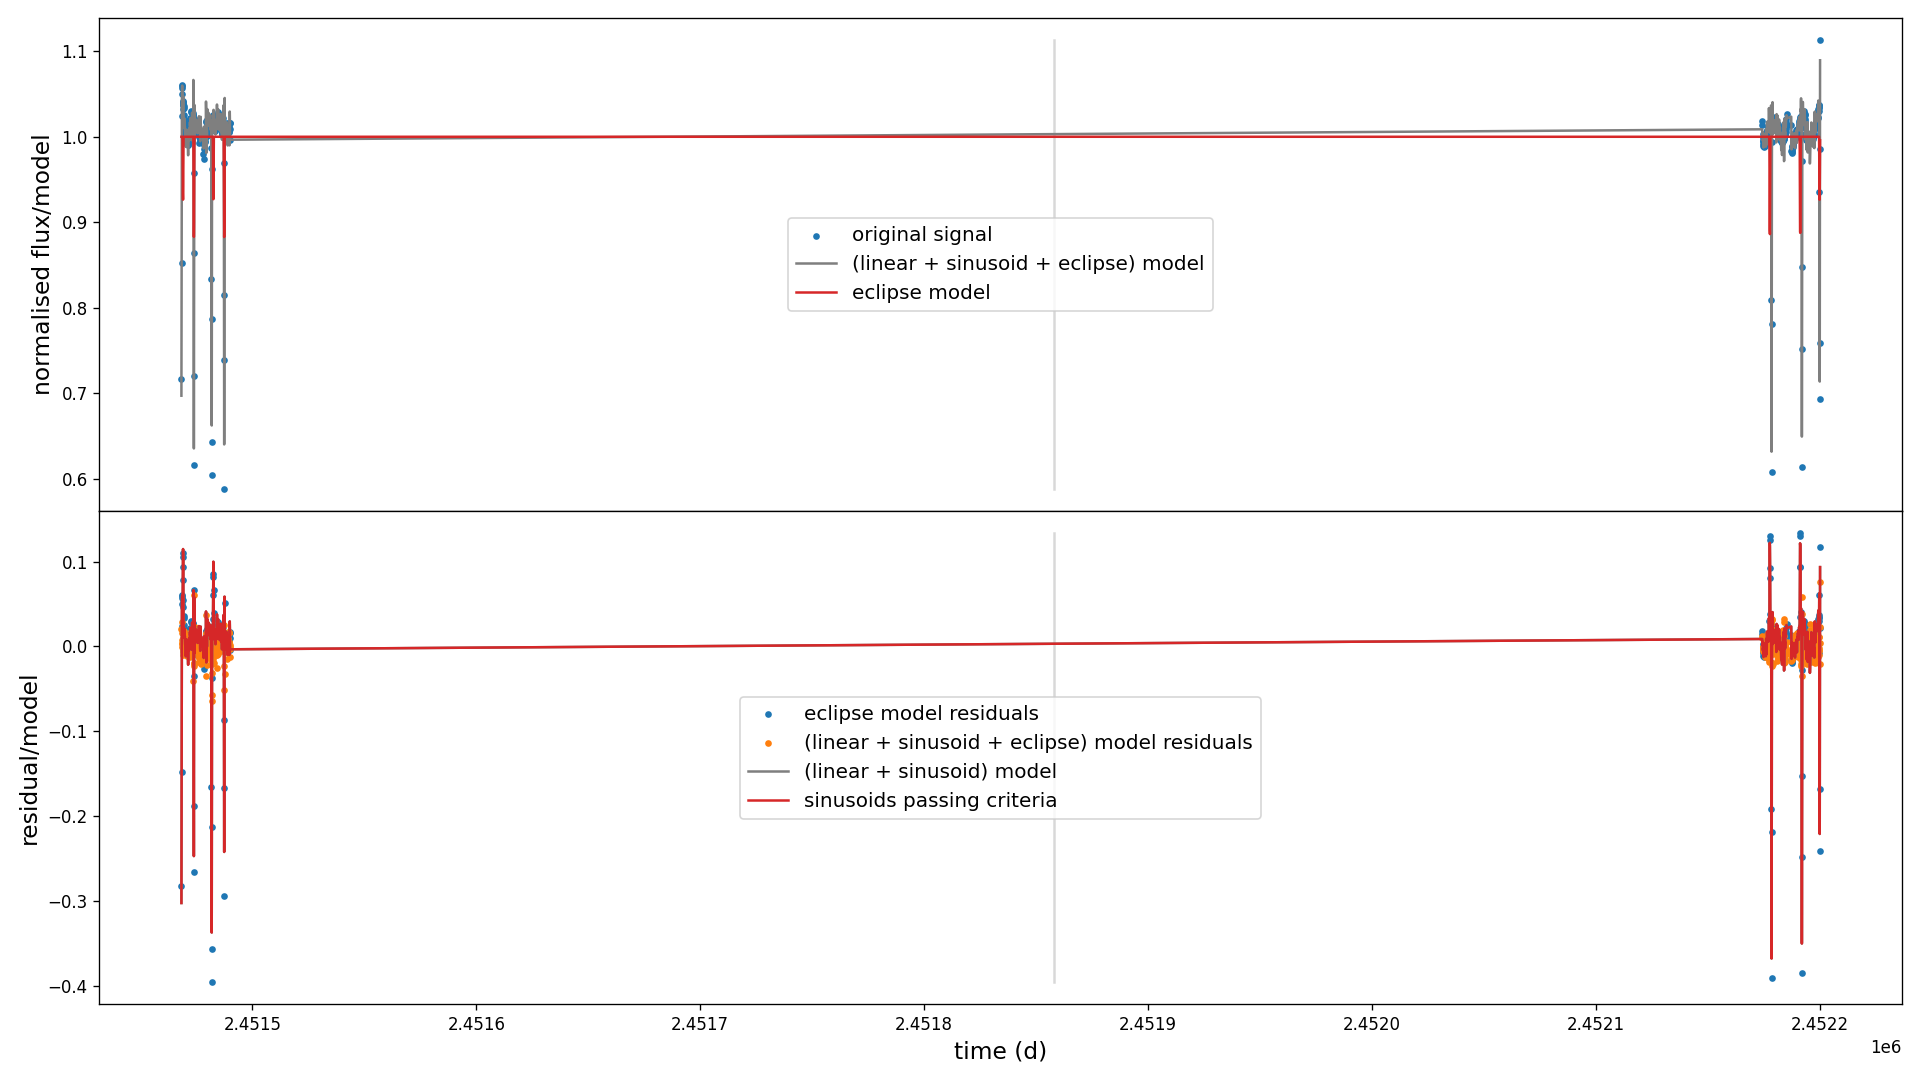 1.1
1.0
0.9
0.8
0.7
0.6
normalised flux/model
original signal
(linear + sinusoid + eclipse) model
eclipse model
0.1
0.0
−0.1
−0.2
−0.3
−0.4
residual/model
eclipse model residuals
(linear + sinusoid + eclipse) model residuals
(linear + sinusoid) model
sinusoids passing criteria
2.4515 2.4516 2.4517 2.4518 2.4519 2.4520 2.4521 2.4522
1e6
time (d)